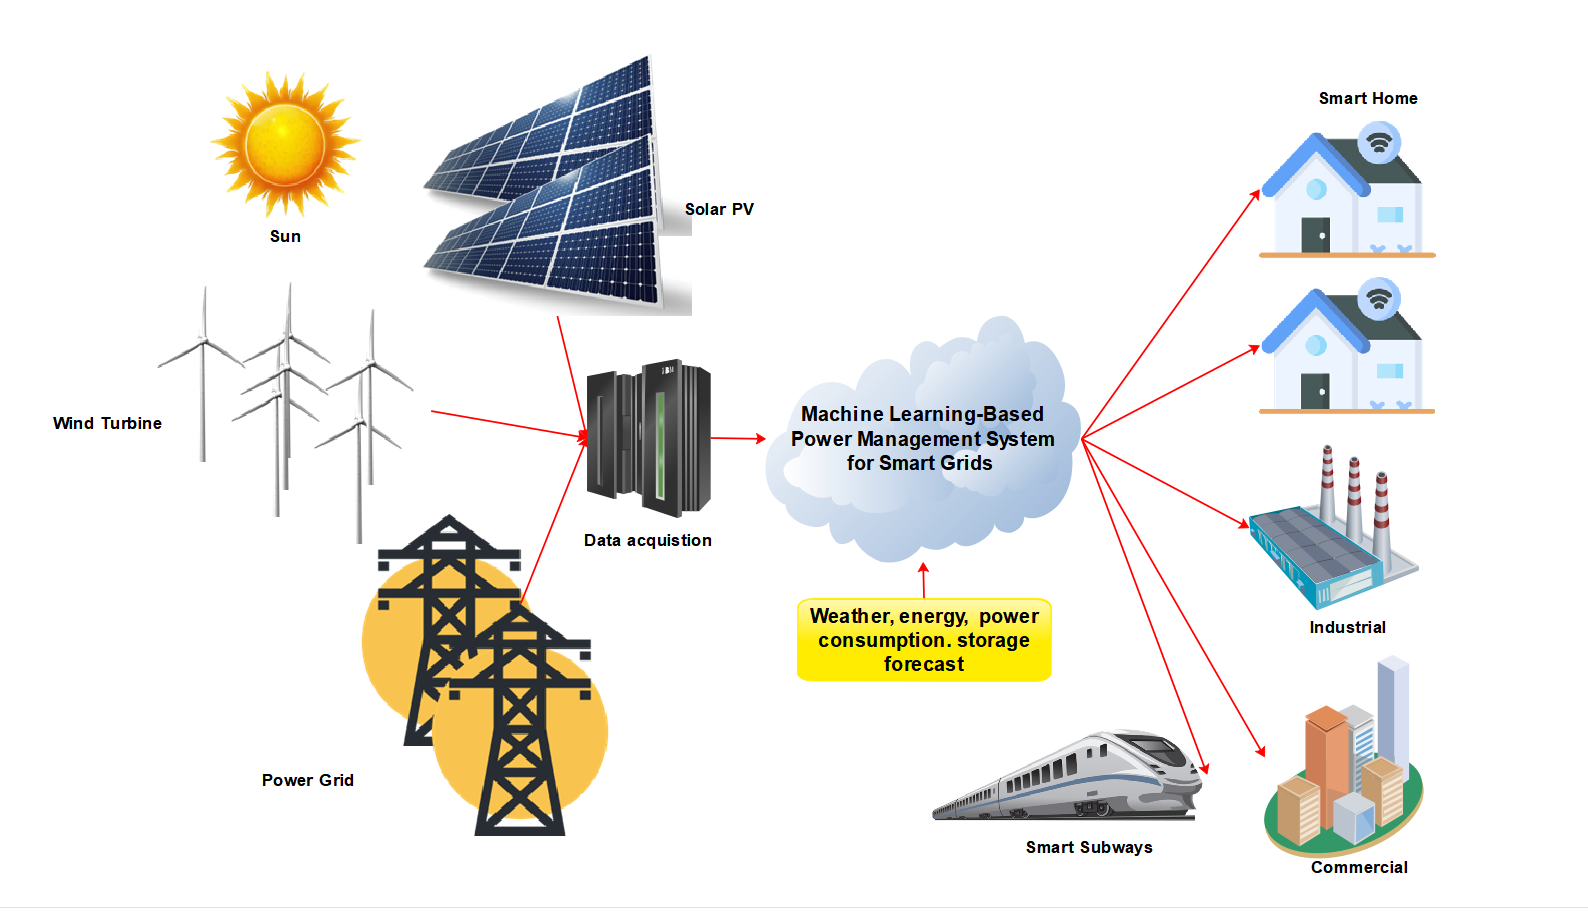 Smart Home
Sun
Solar PV
Wind Turbine
Machine Learning-Based
Power Management System
for Smart Grids
Data acquistion
Weather, energy, power
consumption. storage
forecast
Industrial
Power Grid
Smart Subways
Commercial